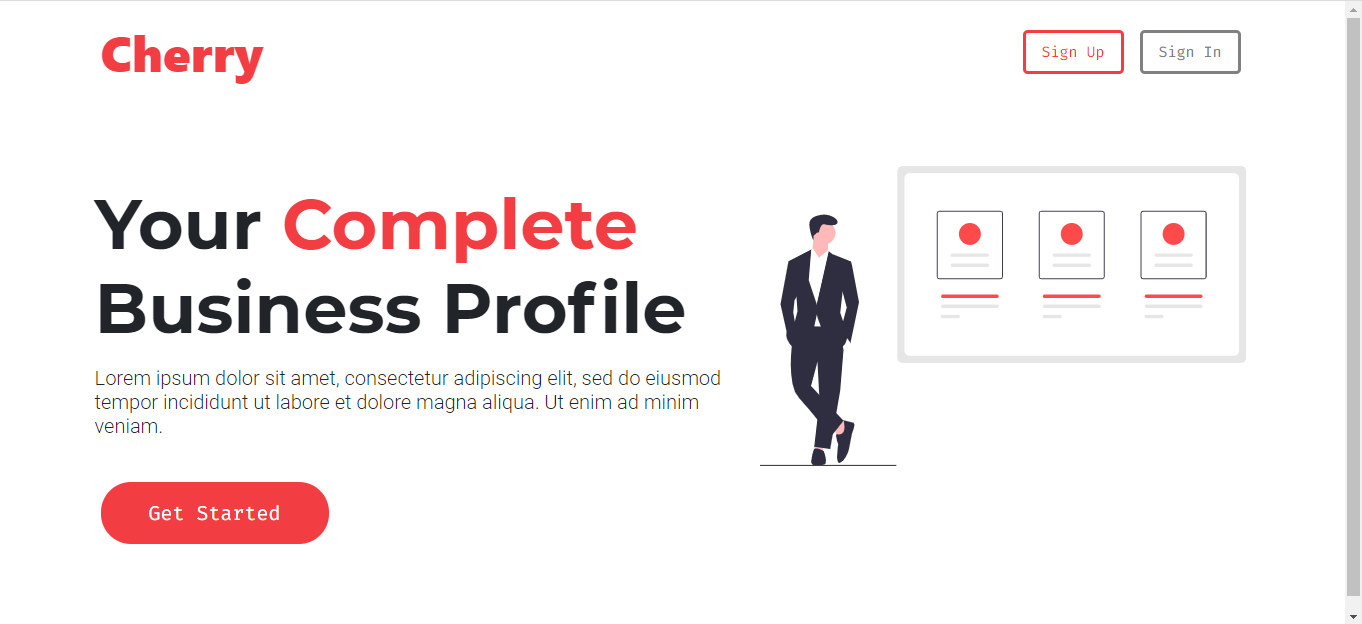 Cherry
Sign Up
Sign In
Your Complete
Business Profile
Lorem ipsum dolor sit amet, consectetur adipiscing elit, sed do eiusmod
tempor incididunt ut labore et dolore magna aliqua. Ut enim ad minim
veniam.
Get Started